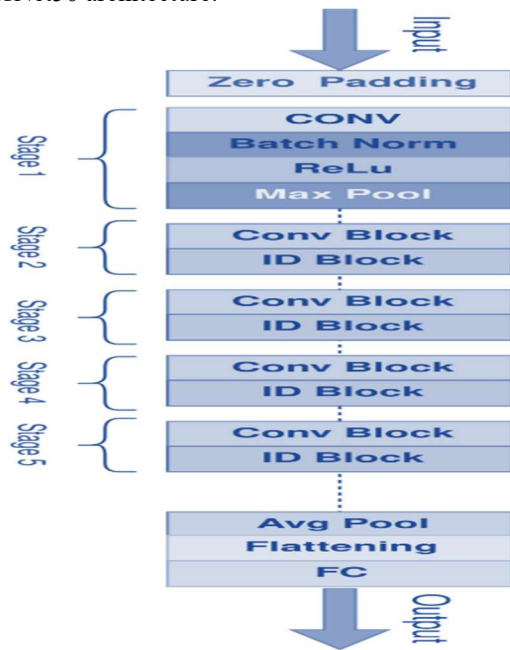 Input
Zero Padding
Stage 1
CONV
Batch Norm
ReLu
Max Pool
Stage 2
Conv Block
ID Block
Stage 3
Conv Block
ID Block
Stage 4
Conv Block
ID Block
Stage 5
Conv Block
ID Block
Avg Pool
Flattening
FC
Output